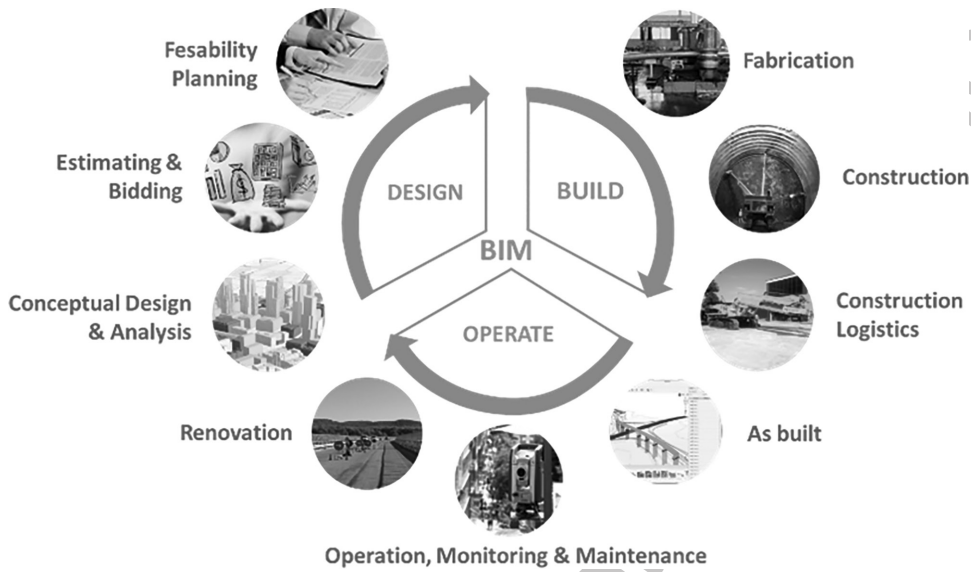 Fesability
Planning
Estimating &
Bidding
Conceptual Design
& Analysis
Renovation
Operation, Monitoring & Maintenance
As built
Construction
Logistics
Construction
Fabrication
DESIGN
BUILD
BIM
OPERATE